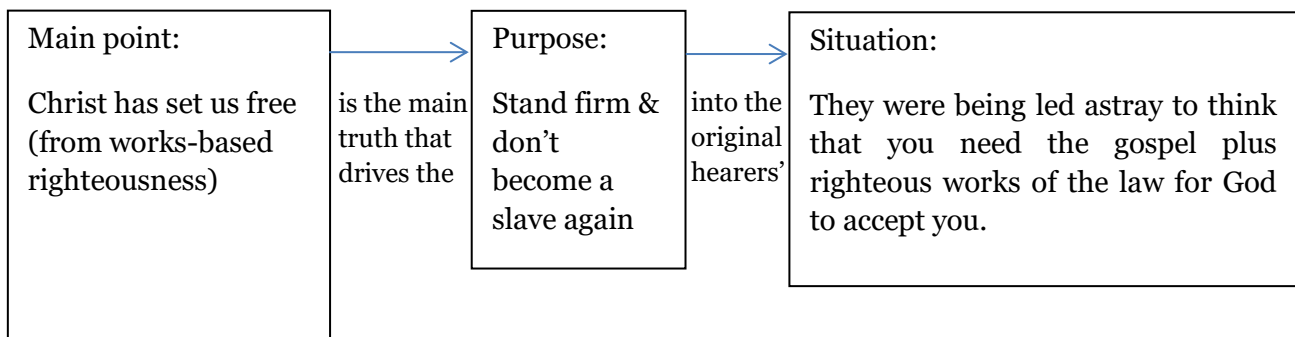 Main point:
Christ has set us free
(from works-based
righteousness)
is the main
truth that
drives the
Purpose:
Stand firm &
don’t
become a
slave again
into the
original
hearers’
Situation:
They were being led astray to think
that you need the gospel plus
righteous works of the law for God
to accept you.